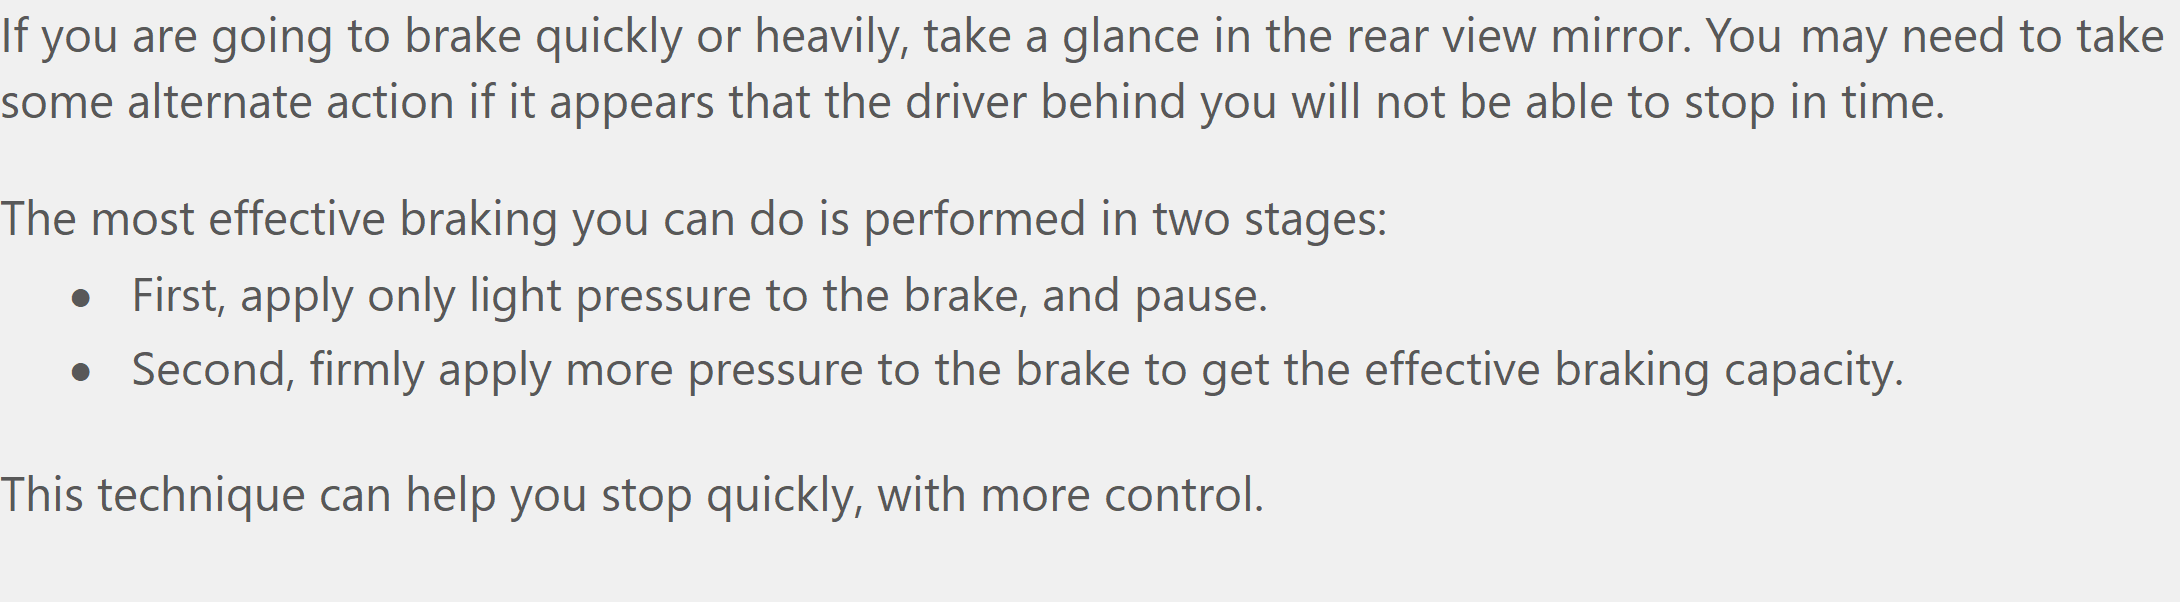 If you are going to brake quickly or heavily, take a glance in the rear view mirror. You may need to take
some alternate action if it appears that the driver behind you will not be able to stop in time.
The most effective braking you can do is performed in two stages:
● First, apply only light pressure to the brake, and pause.
● Second, firmly apply more pressure to the brake to get the effective braking capacity.
This technique can help you stop quickly, with more control.